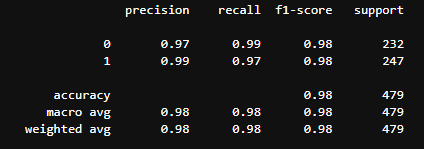 precision recall f1-score support
0 0.97 0.99 0.98 232
1 0.99 0.97 0.98 247
accuracy 0.98 479
macro avg 0.98 0.98 0.98 479
weighted avg 0.98 0.98 0.98 479